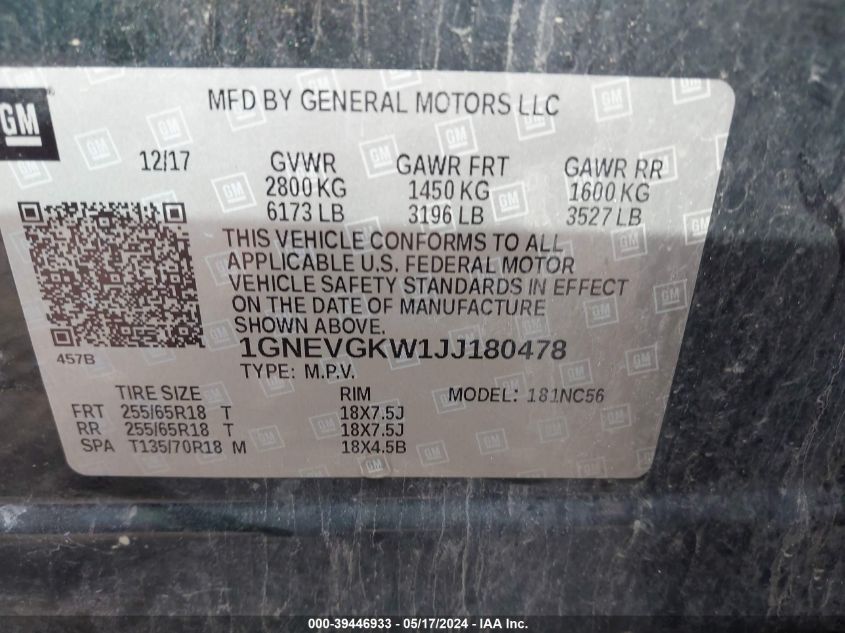 GM
MFD BY GENERAL MOTORS LLC
12/17 GVWR GAWR FRT GAWR RR
2800 KG 1450 KG 1600 KG
6173 LB 3196 LB 3527 LB
THIS VEHICLE CONFORMS TO ALL
APPLICABLE U.S. FEDERAL MOTOR
VEHICLE SAFETY STANDARDS IN EFFECT
ON THE DATE OF MANUFACTURE
SHOWN ABOVE.
457B 1GNEVGKW1JJ180478
TYPE: M.P.V.
TIRE SIZE RIM MODEL: 181NC56
FRT 255/65R18 T 18X7.5J
RR 255/65R18 T 18X7.5J
SPA T135/70R18 M 18X4.5B
000-39446933 - 05/17/2024 - IAA Inc.